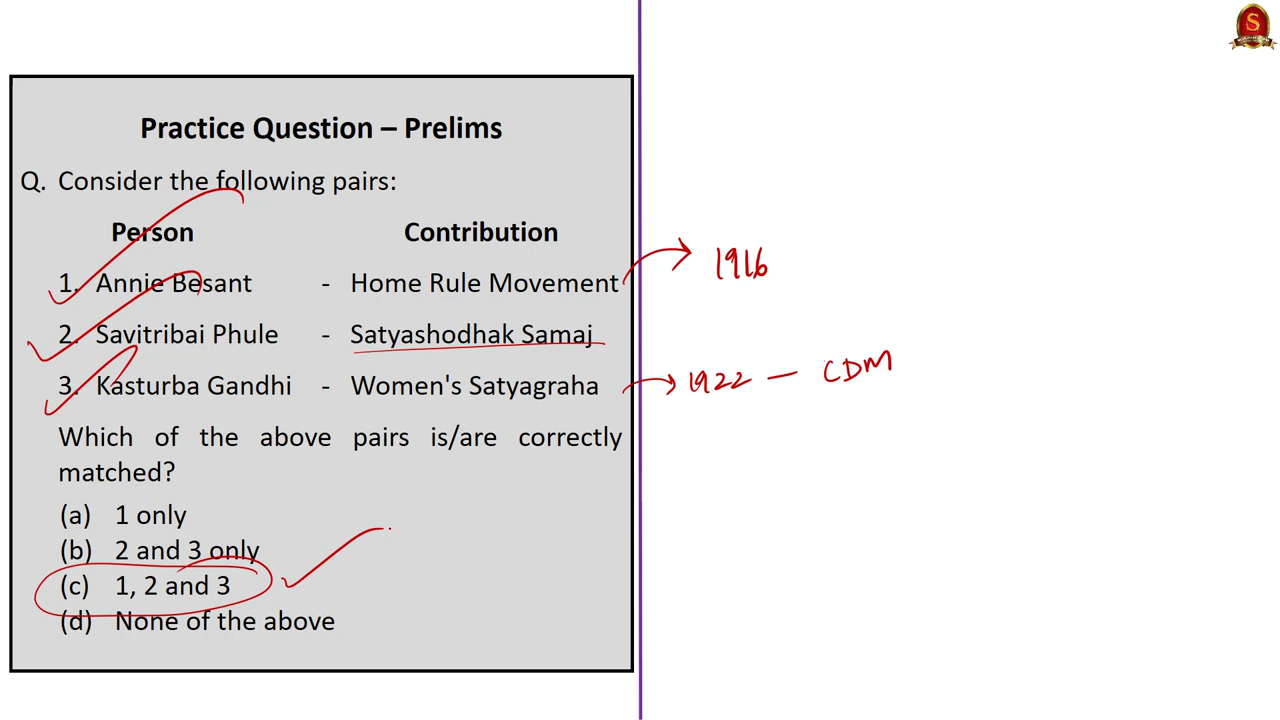 Practice Question – Prelims
Q. Consider the following pairs:
Person Contribution
1. Annie Besant - Home Rule Movement → 1916
2. Savitribai Phule - Satyashodhak Samaj
3. Kasturba Gandhi - Women's Satyagraha → 1922 — CDM
Which of the above pairs is/are correctly
matched?
(a) 1 only
(b) 2 and 3 only
(c) 1, 2 and 3
(d) None of the above
S